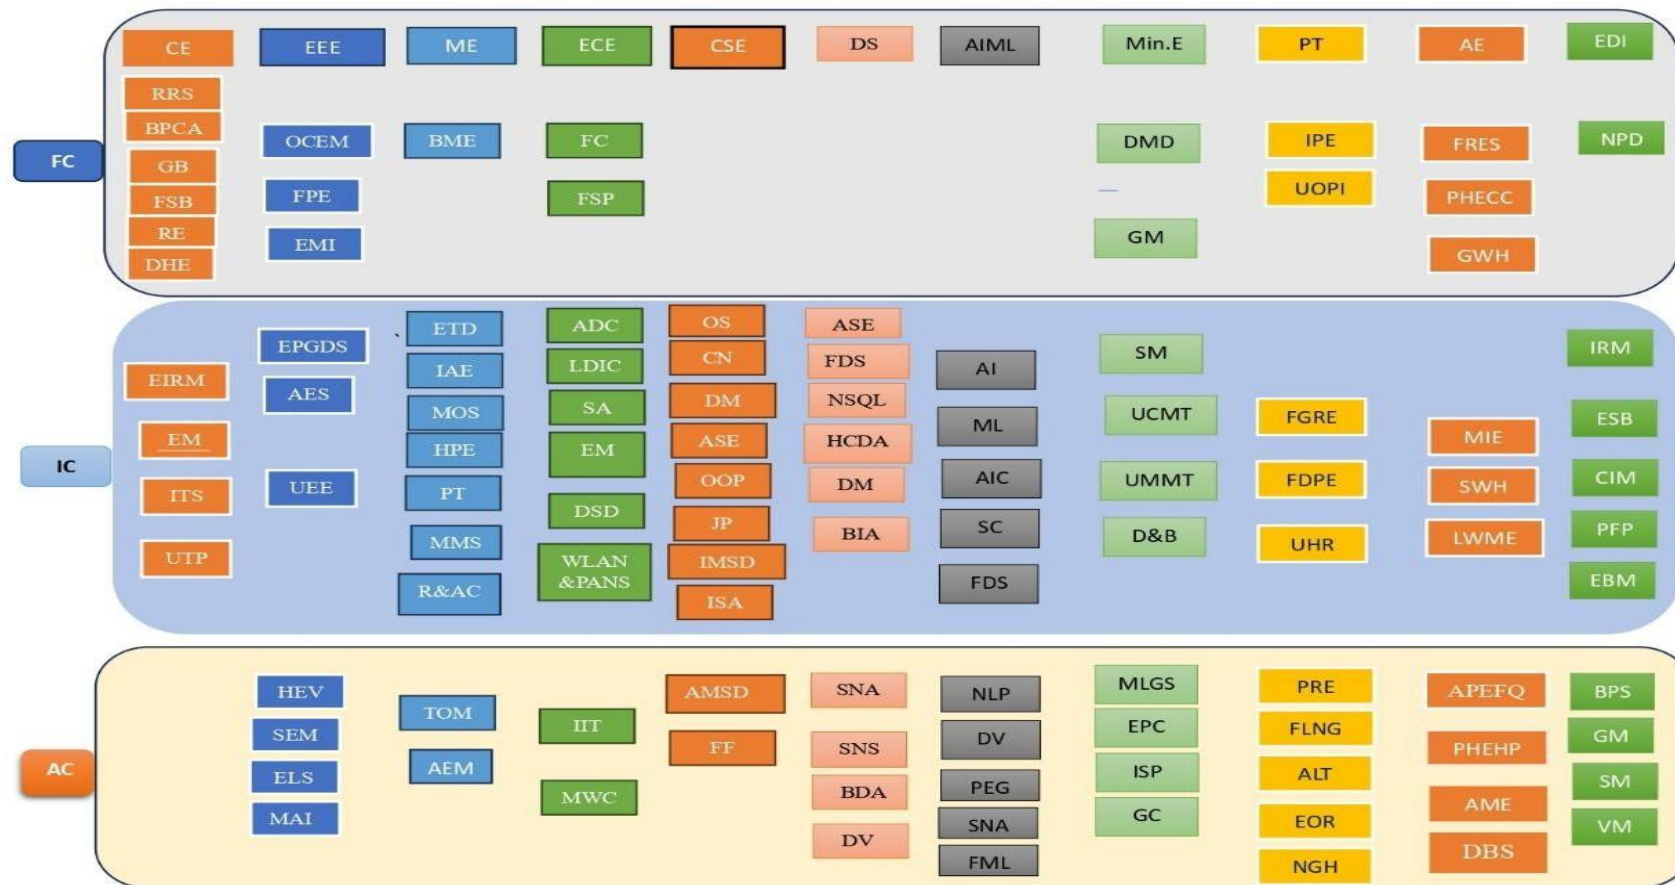 CE
EEE
ME
ECE
CSE
DS
AIML
Min.E
PT
AE
EDI
FC
RRS
BPCA
GB
FSB
RE
DHE
OCEM
FPE
EMI
BME
FC
FSP
DMD
GM
IPE
UOPI
FRES
PHECC
GWH
NPD
IC
EIRM
EM
ITS
UTP
EPGDS
AES
UEE
ETD
IAE
MOS
HPE
PT
MMS
R&AC
ADC
LDIC
SA
EM
DSD
WLAN
&PANS
OS
CN
DM
ASE
OOP
JP
IMSD
ISA
ASE
FDS
NSQL
HCDA
DM
BIA
AI
ML
AIC
SC
FDS
SM
UCMT
UMMT
D&B
FGRE
FDPE
UHR
MIE
SWH
LWME
IRM
ESB
CIM
PFP
EBM
AC
HEV
SEM
ELS
MAI
TOM
AEM
IIT
MWC
AMSD
FF
SNA
SNS
BDA
DV
NLP
DV
PEG
SNA
FML
MLGS
EPC
ISP
GC
PRE
FLNG
ALT
EOR
NGH
APEFQ
PHEHP
AME
DBS
BPS
GM
SM
VM